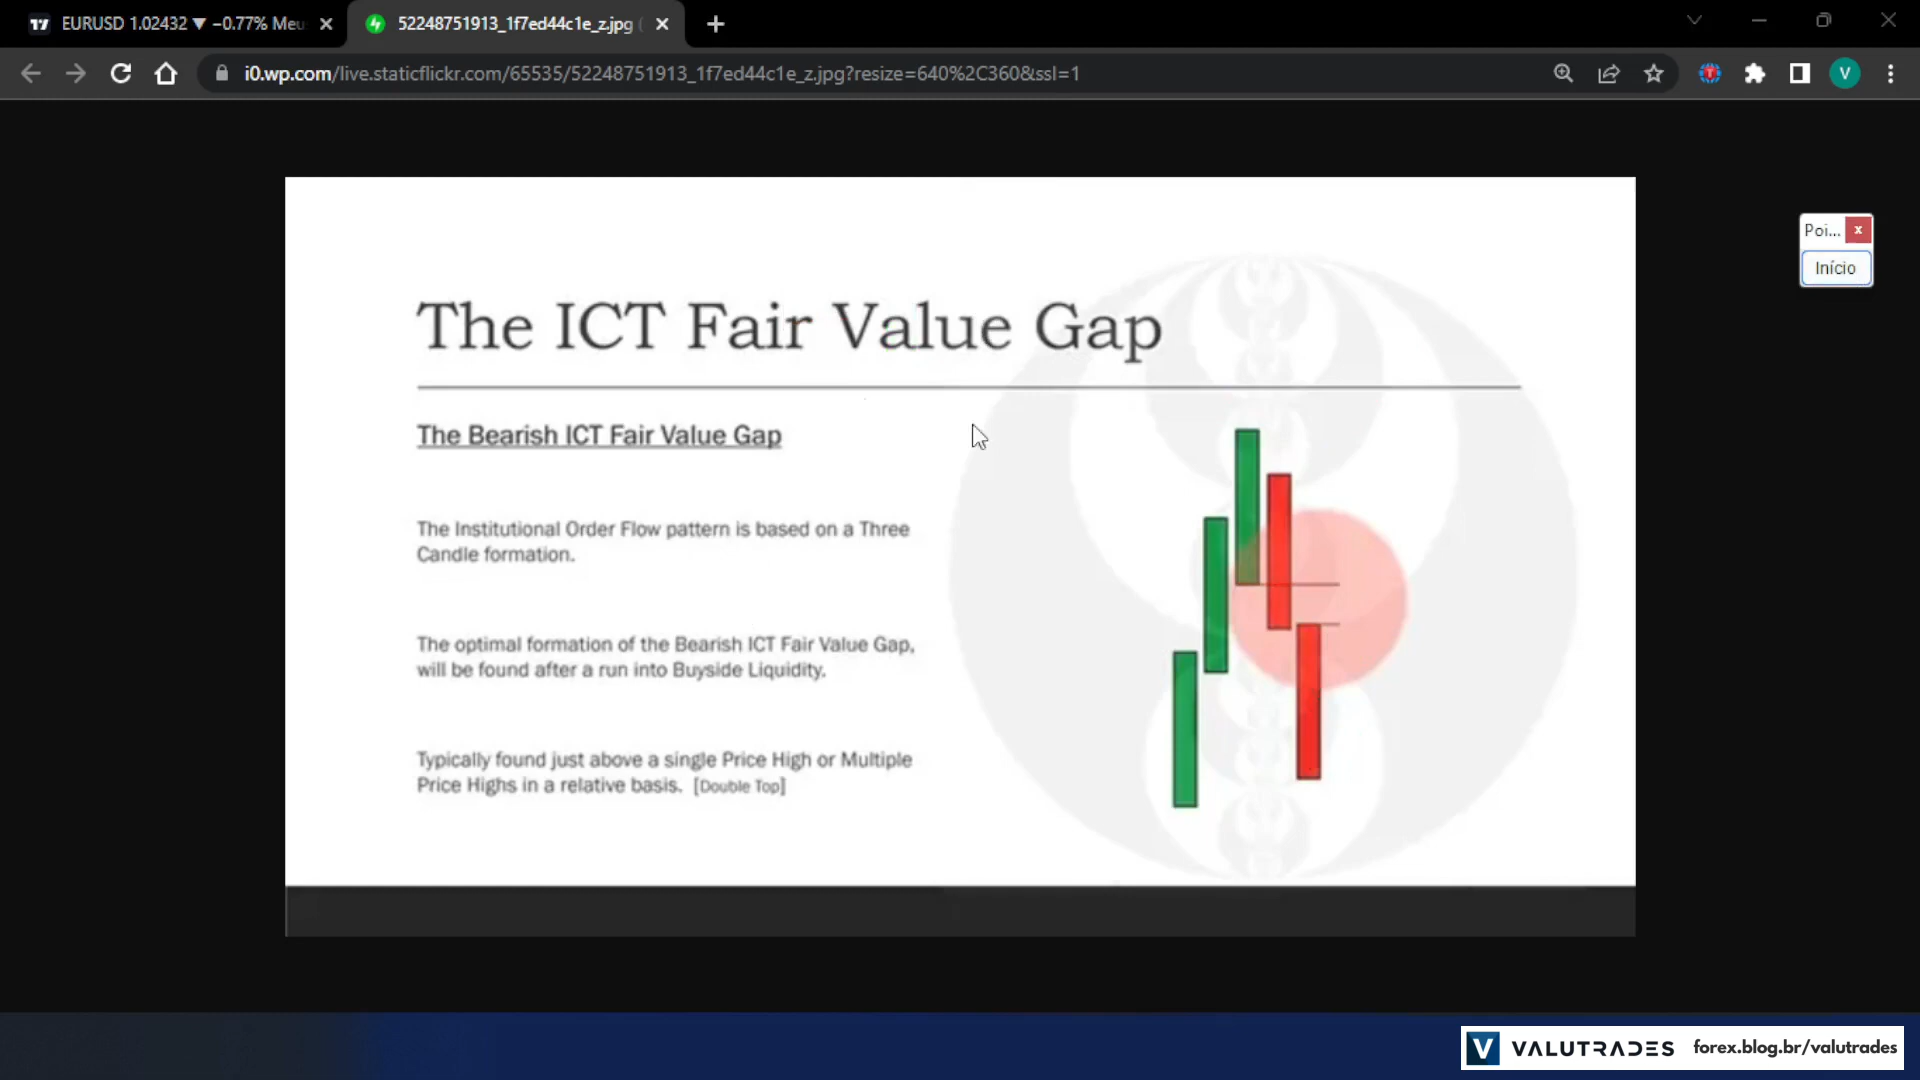 EURUSD 1.02432 ▼ −0.77% Meu
52248751913_1f7ed44c1e_z.jpg (
i0.wp.com/live.staticflickr.com/65535/52248751913_1f7ed44c1e_z.jpg?resize=640%2C360&ssl=1
V
Poi... x
Início
The ICT Fair Value Gap
The Bearish ICT Fair Value Gap
The Institutional Order Flow pattern is based on a Three
Candle formation.
The optimal formation of the Bearish ICT Fair Value Gap,
will be found after a run into Buyside Liquidity.
Typically found just above a single Price High or Multiple
Price Highs in a relative basis. [Double Top]
V VALUTRADES forex.blog.br/valutrades